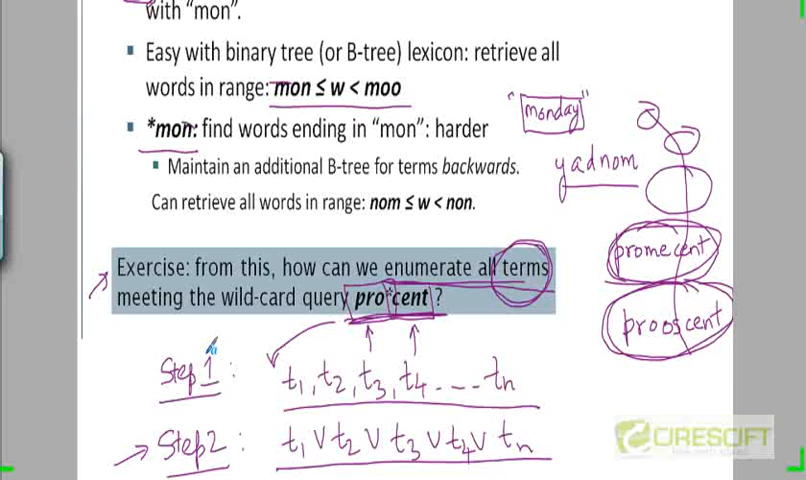 with “mon”.
▪ Easy with binary tree (or B-tree) lexicon: retrieve all
words in range: mon ≤ w < moo
▪ *mon: find words ending in “mon”: harder
▪ Maintain an additional B-tree for terms backwards.
Can retrieve all words in range: nom ≤ w < non.
"monday"
yadnom
promecent
prooscent
Exercise: from this, how can we enumerate all terms
meeting the wild-card query pro*cent ?
Step 1 : t1, t2, t3, t4 .... tn
→ Step 2 : t1 ∨ t2 ∨ t3 ∨ t4 ∨ tn